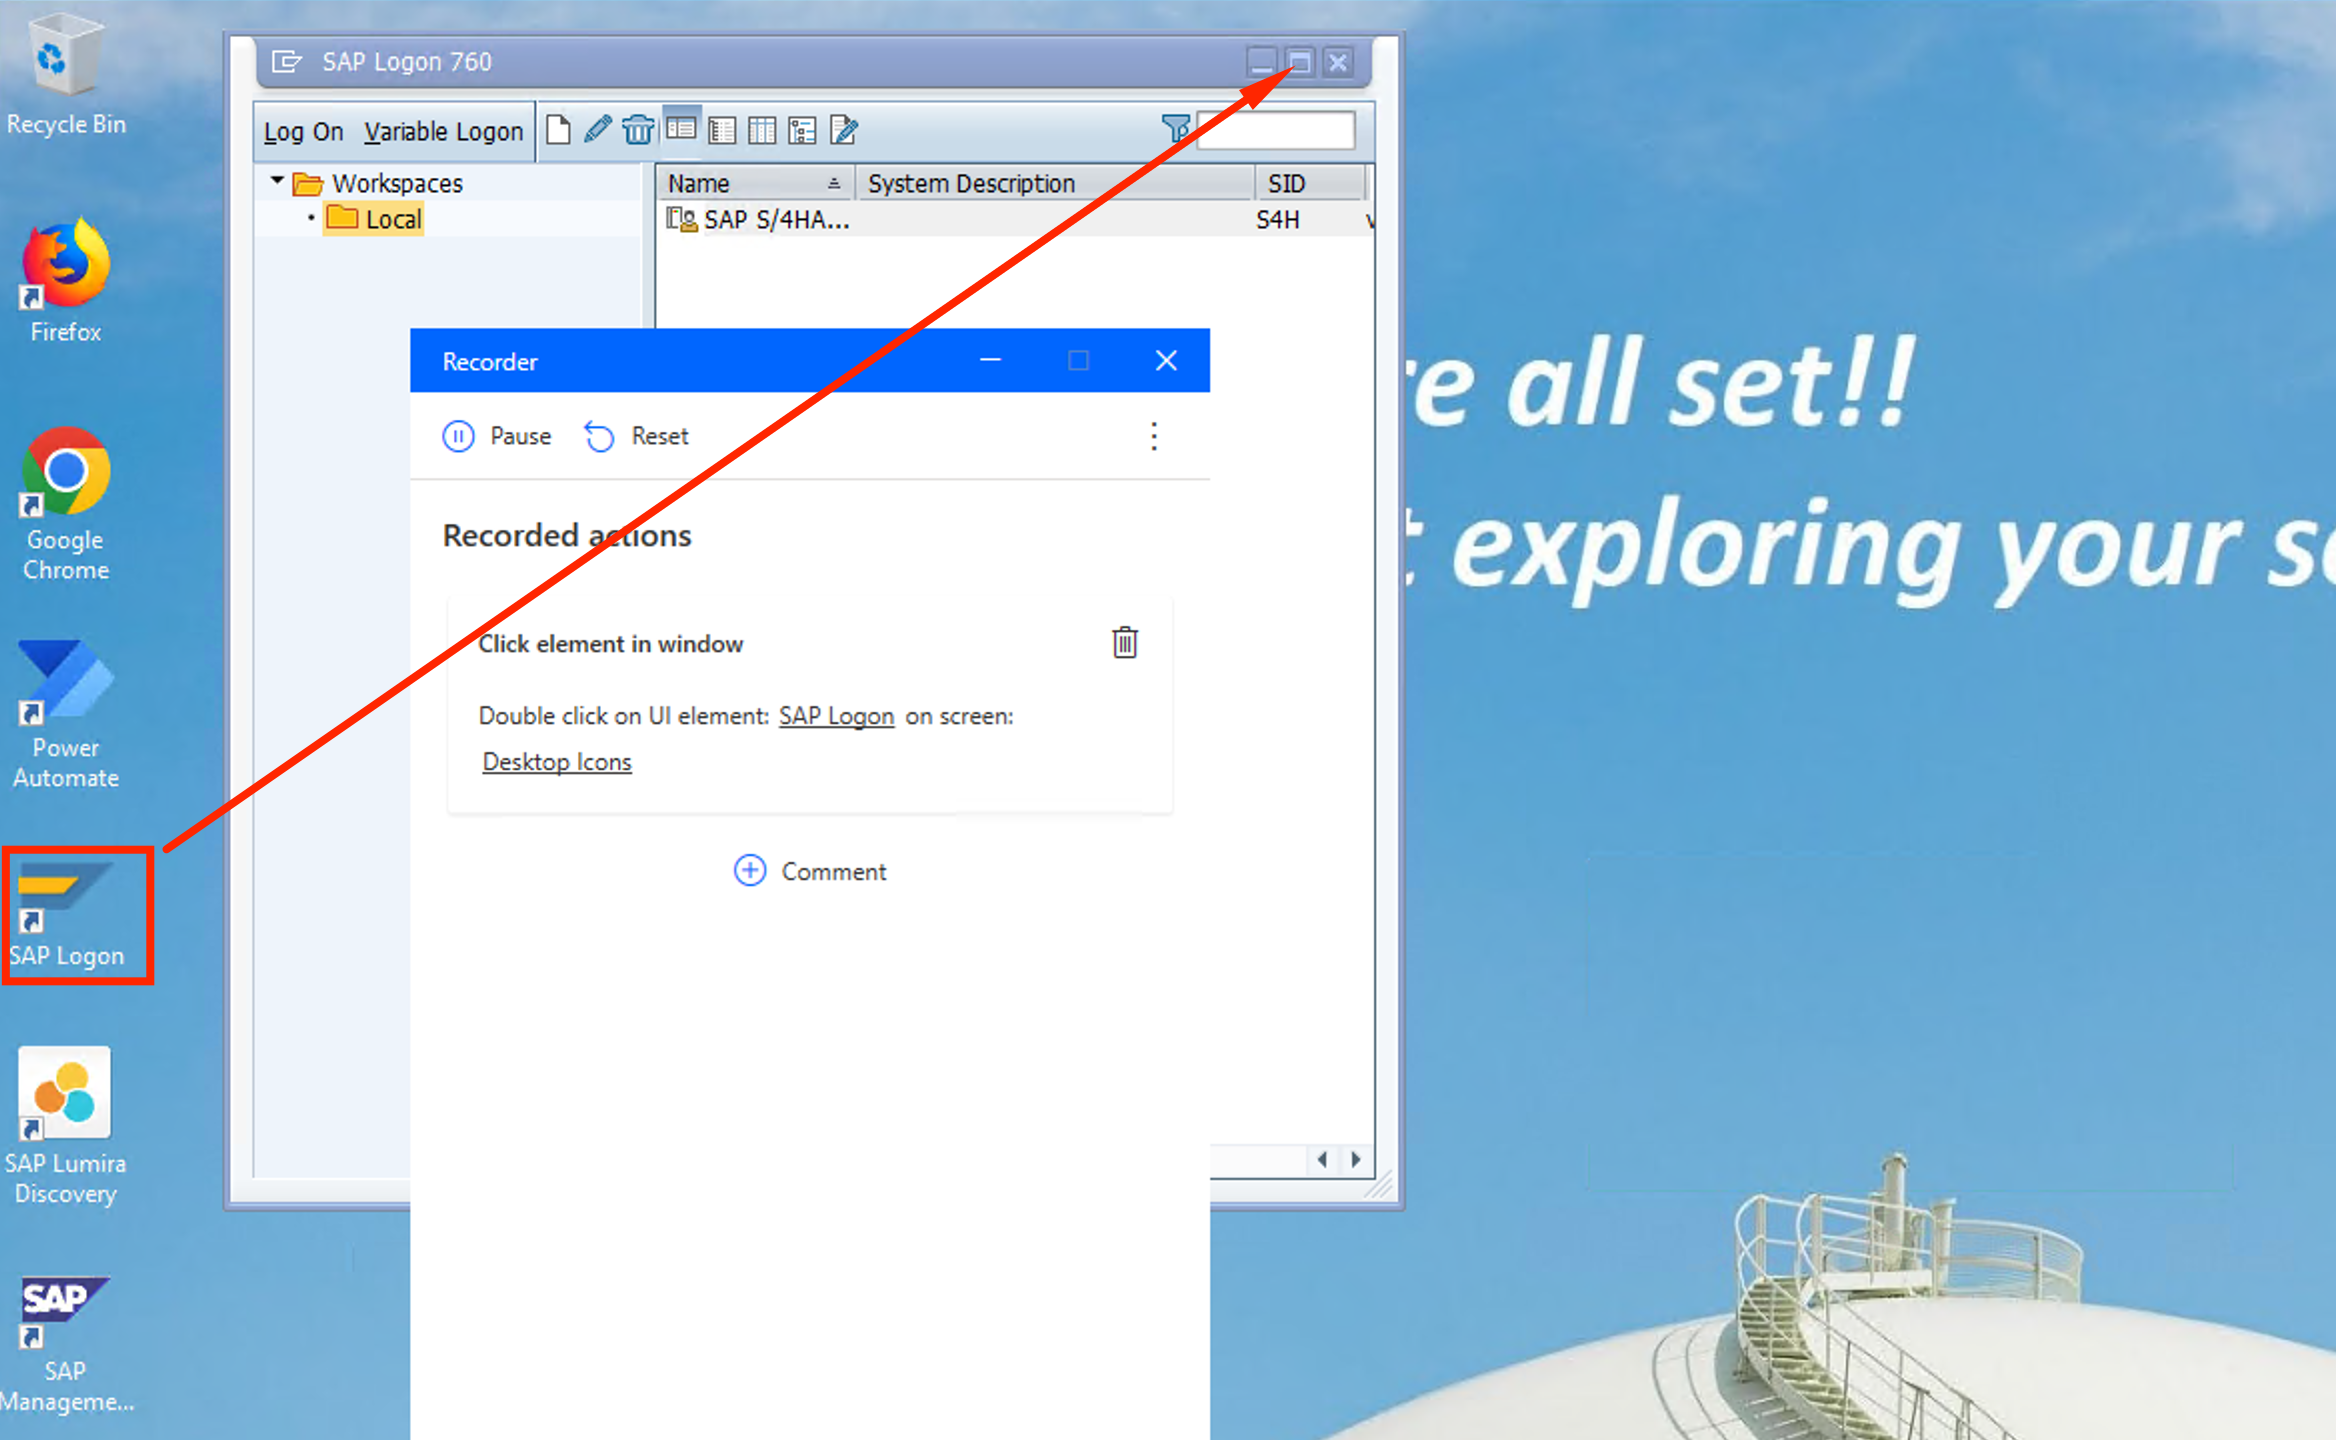 Recycle Bin
Firefox
Google
Chrome
Power
Automate
SAP Logon
SAP Lumira
Discovery
SAP
SAP
Manageme...
SAP Logon 760
Log On Variable Logon
Workspaces
Local
Name System Description SID
SAP S/4HA... S4H
Recorder
Pause Reset
Recorded actions
Click element in window
Double click on UI element: SAP Logon on screen:
Desktop Icons
Comment
all set!!
exploring your